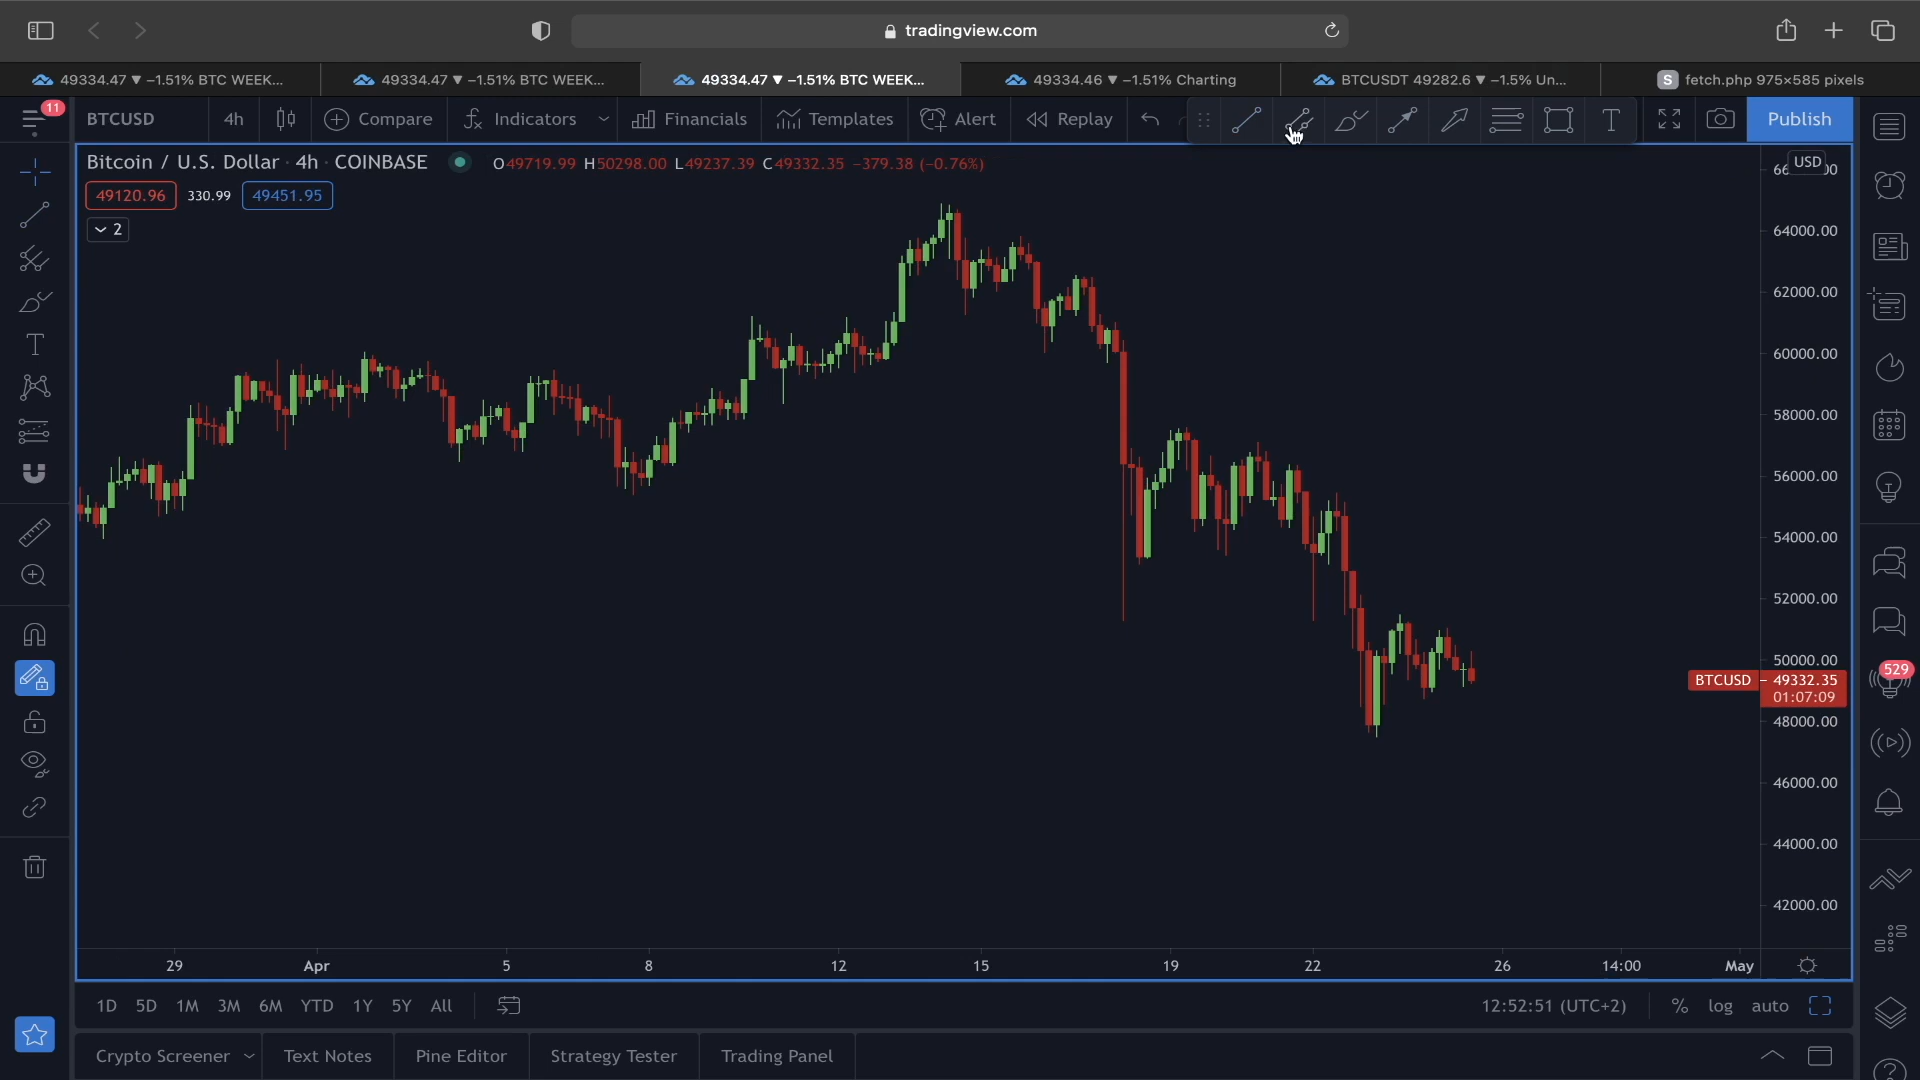 tradingview.com
49334.47 ▼ −1.51% BTC WEEK...
49334.47 ▼ −1.51% BTC WEEK...
49334.47 ▼ −1.51% BTC WEEK...
49334.46 ▼ −1.51% Charting
BTCUSDT 49282.6 ▼ −1.5% Un...
S fetch.php 975×585 pixels
11
BTCUSD 4h Compare Indicators Financials Templates Alert Replay T Publish
Bitcoin / U.S. Dollar · 4h · COINBASE O49719.99 H50298.00 L49237.39 C49332.35 −379.38 (−0.76%)
USD
49120.96 330.99 49451.95
2
64000.00
62000.00
60000.00
58000.00
56000.00
54000.00
52000.00
50000.00
BTCUSD 49332.35
01:07:09
48000.00
46000.00
44000.00
42000.00
529
29 Apr 5 8 12 15 19 22 26 14:00 May
1D 5D 1M 3M 6M YTD 1Y 5Y All 12:52:51 (UTC+2) % log auto
Crypto Screener Text Notes Pine Editor Strategy Tester Trading Panel